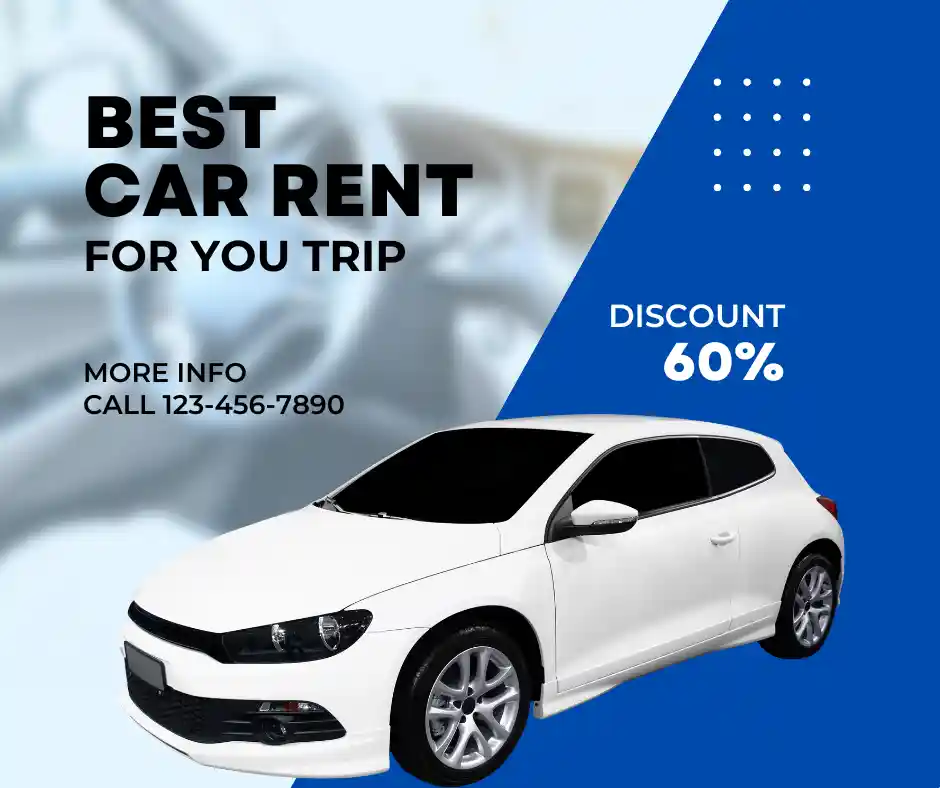 BEST
CAR RENT
FOR YOU TRIP
MORE INFO
CALL 123-456-7890
DISCOUNT
60%